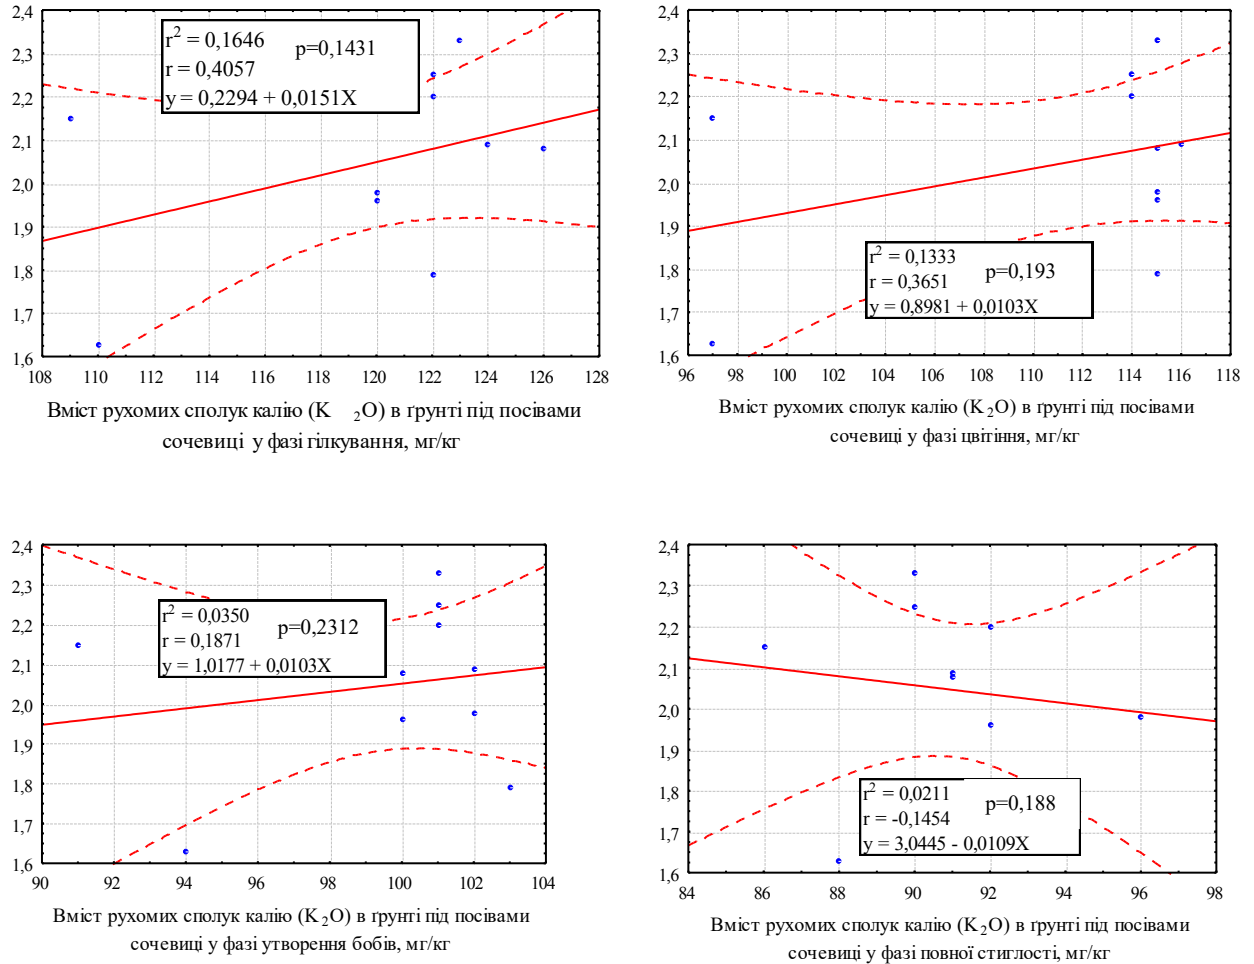 2,4
2,3
2,2
2,1
2,0
1,9
1,8
1,7
1,6
r² = 0,1646 p=0,1431
r = 0,4057
y = 0,2294 + 0,0151X
108 110 112 114 116 118 120 122 124 126 128
Вміст рухомих сполук калію (K ₂O) в ґрунті під посівами
сочевиці у фазі гілкування, мг/кг
2,4
2,3
2,2
2,1
2,0
1,9
1,8
1,7
1,6
r² = 0,1333 p=0,193
r = 0,3651
y = 0,8981 + 0,0103X
96 98 100 102 104 106 108 110 112 114 116 118
Вміст рухомих сполук калію (K₂O) в ґрунті під посівами
сочевиці у фазі цвітіння, мг/кг
2,4
2,3
2,2
2,1
2,0
1,9
1,8
1,7
1,6
r² = 0,0350 p=0,2312
r = 0,1871
y = 1,0177 + 0,0103X
90 92 94 96 98 100 102 104
Вміст рухомих сполук калію (K₂O) в ґрунті під посівами
сочевиці у фазі утворення бобів, мг/кг
2,4
2,3
2,2
2,1
2,0
1,9
1,8
1,7
1,6
r² = 0,0211 p=0,188
r = -0,1454
y = 3,0445 - 0,0109X
84 86 88 90 92 94 96 98
Вміст рухомих сполук калію (K₂O) в ґрунті під посівами
сочевиці у фазі повної стиглості, мг/кг